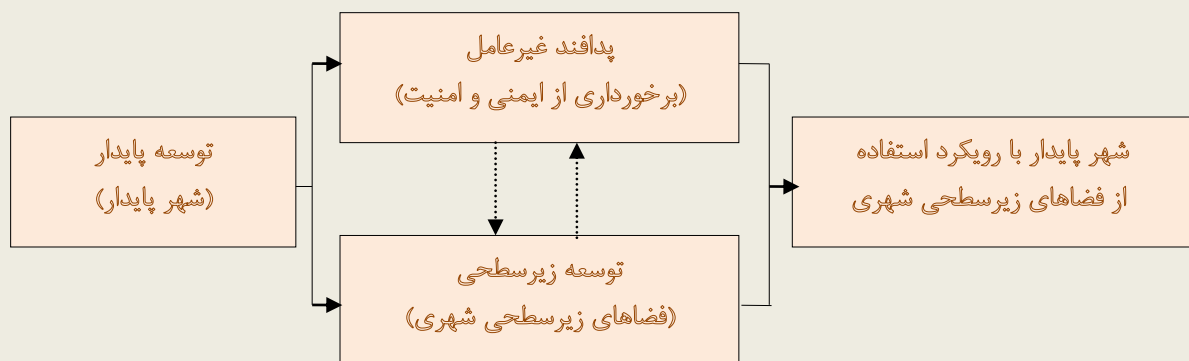 پدافند غیرعامل
(برخورداری از ایمنی و امنیت)
توسعه پایدار
(شهر پایدار)
شهر پایدار با رویکرد استفاده
از فضاهای زیرسطحی شهری
توسعه زیرسطحی
(فضاهای زیرسطحی شهری)